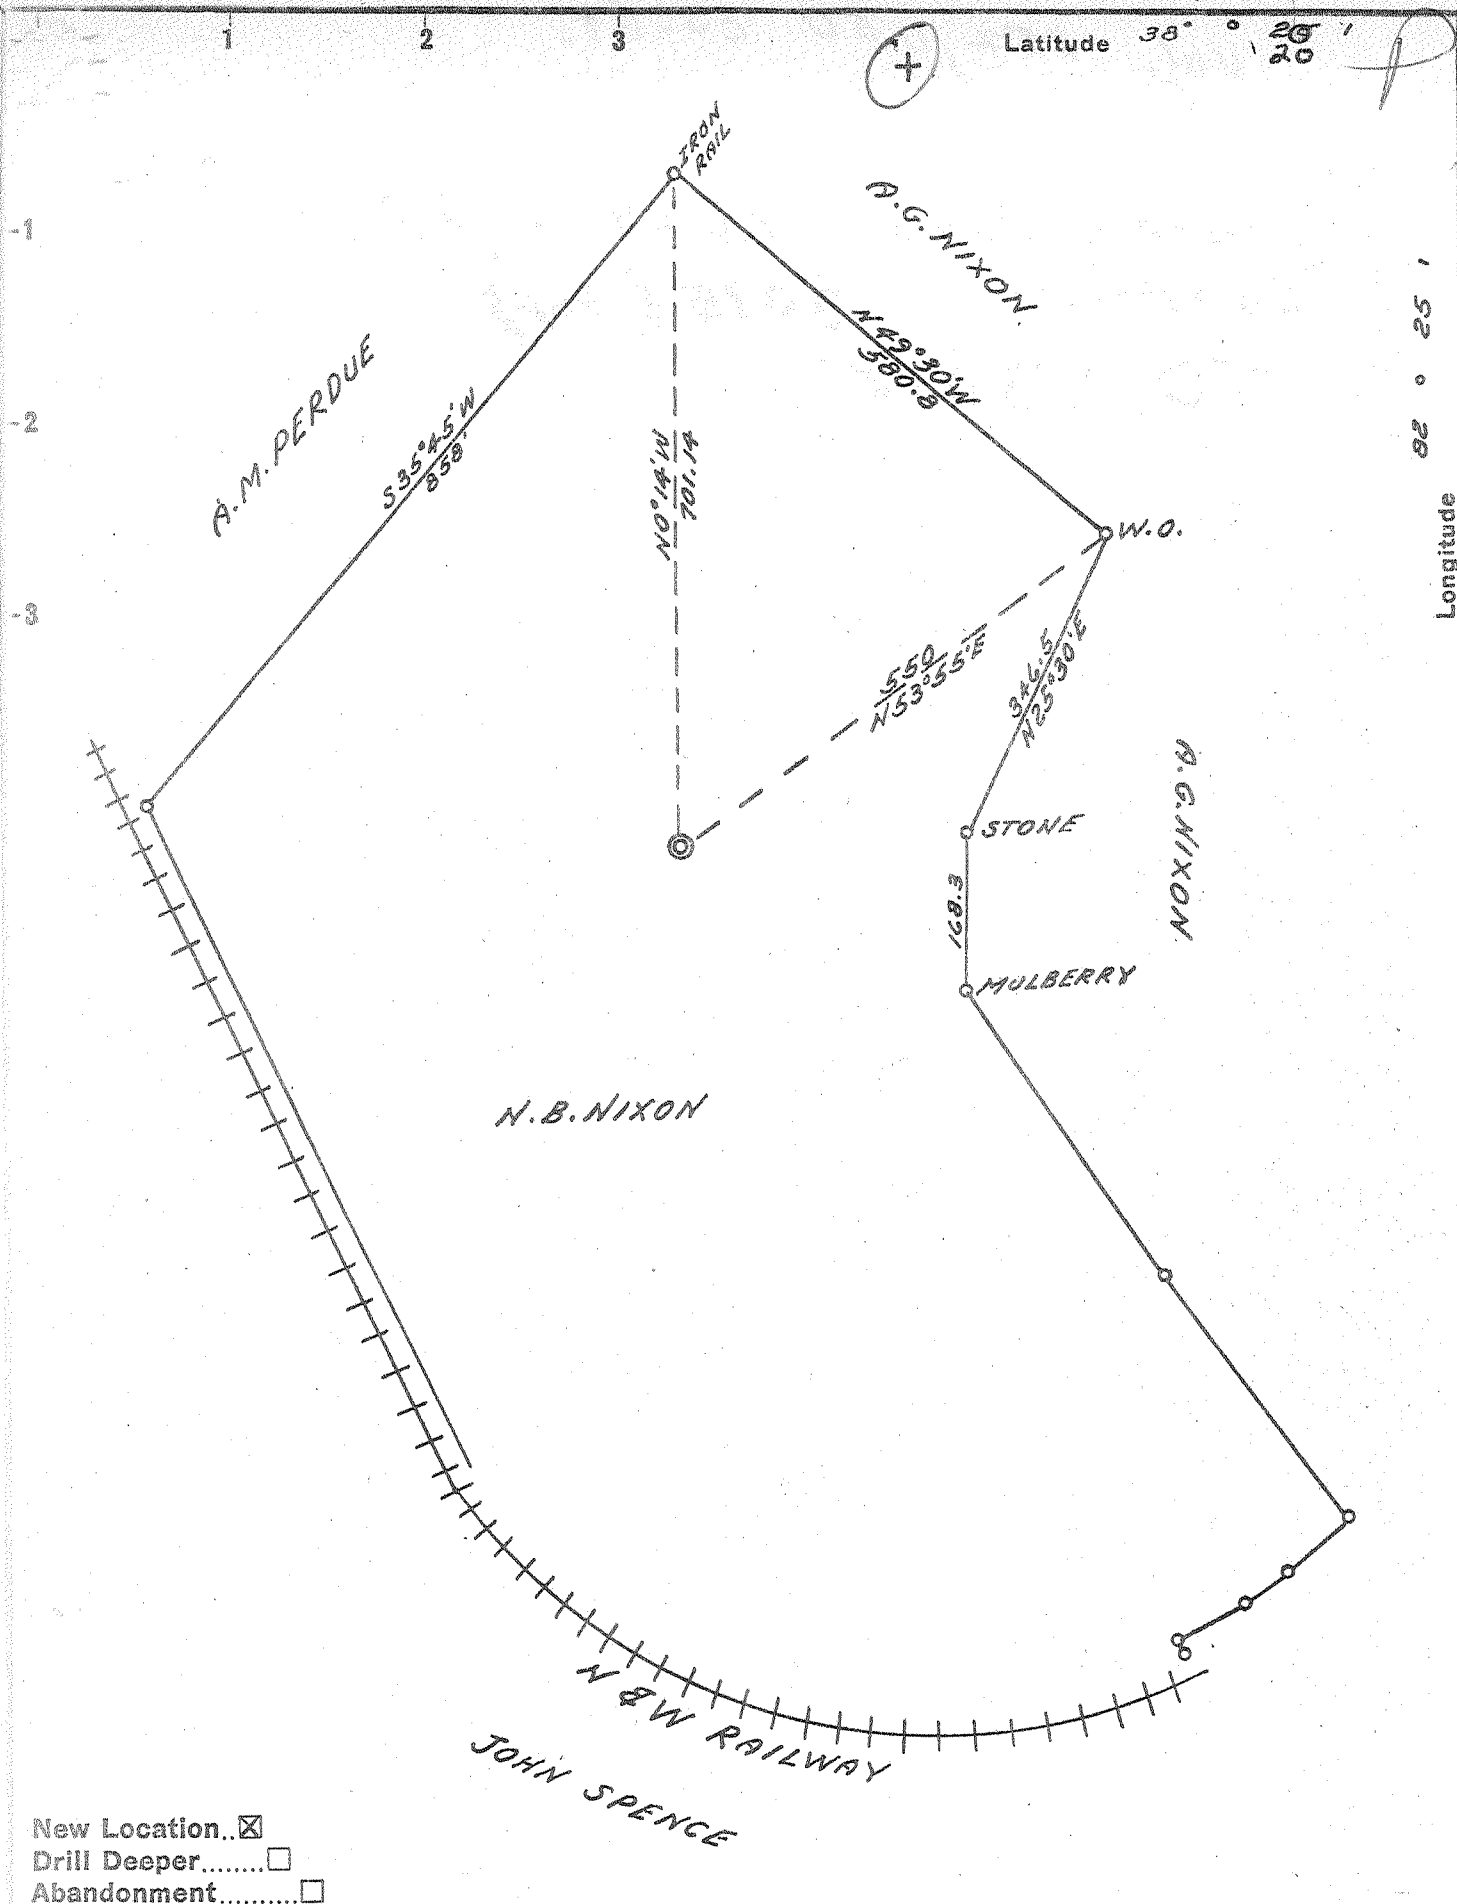 1 2 3
+
Latitude 38° ° 20 '
20
IRON
RAIL
A.G. NIXON.
-1
Longitude 82 ° 25 '
N49°30'W
580.8
A.M. PERDUE
-2
S35°45'W
858'
N0°14'W
701.14
W.O.
-3
550
N53°55'E
346.5
N25°30'E
A.G. NIXON.
STONE
168.3
MULBERRY
N.B. NIXON
N & W RAILWAY
JOHN SPENCE
New Location..☒
Drill Deeper........☐
Abandonment..........☐